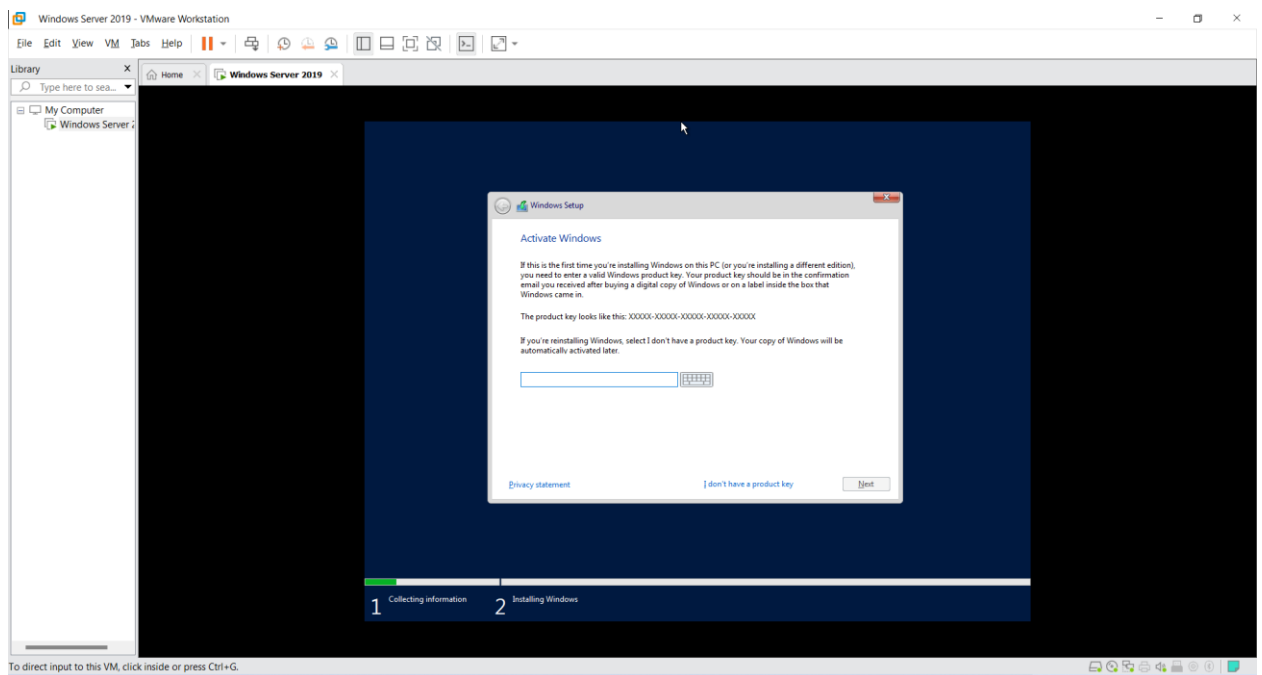 Windows Server 2019 - VMware Workstation
File Edit View VM Tabs Help
Library
Home
Windows Server 2019
Type here to sea...
My Computer
Windows Server 2
Windows Setup
Activate Windows
If this is the first time you're installing Windows on this PC (or you're installing a different edition),
you need to enter a valid Windows product key. Your product key should be in the confirmation
email you received after buying a digital copy of Windows or on a label inside the box that
Windows came in.
The product key looks like this: XXXXX-XXXXX-XXXXX-XXXXX-XXXXX
If you're reinstalling Windows, select I don't have a product key. Your copy of Windows will be
automatically activated later.
Privacy statement
I don't have a product key
Next
1 Collecting information
2 Installing Windows
To direct input to this VM, click inside or press Ctrl+G.